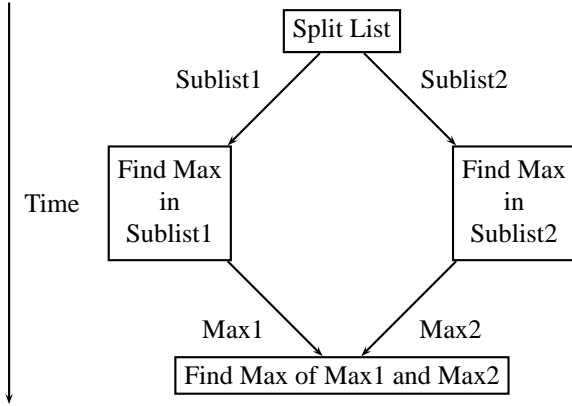 Split List
Sublist1
Sublist2
Find Max
in
Sublist1
Find Max
in
Sublist2
Time
Max1
Max2
Find Max of Max1 and Max2